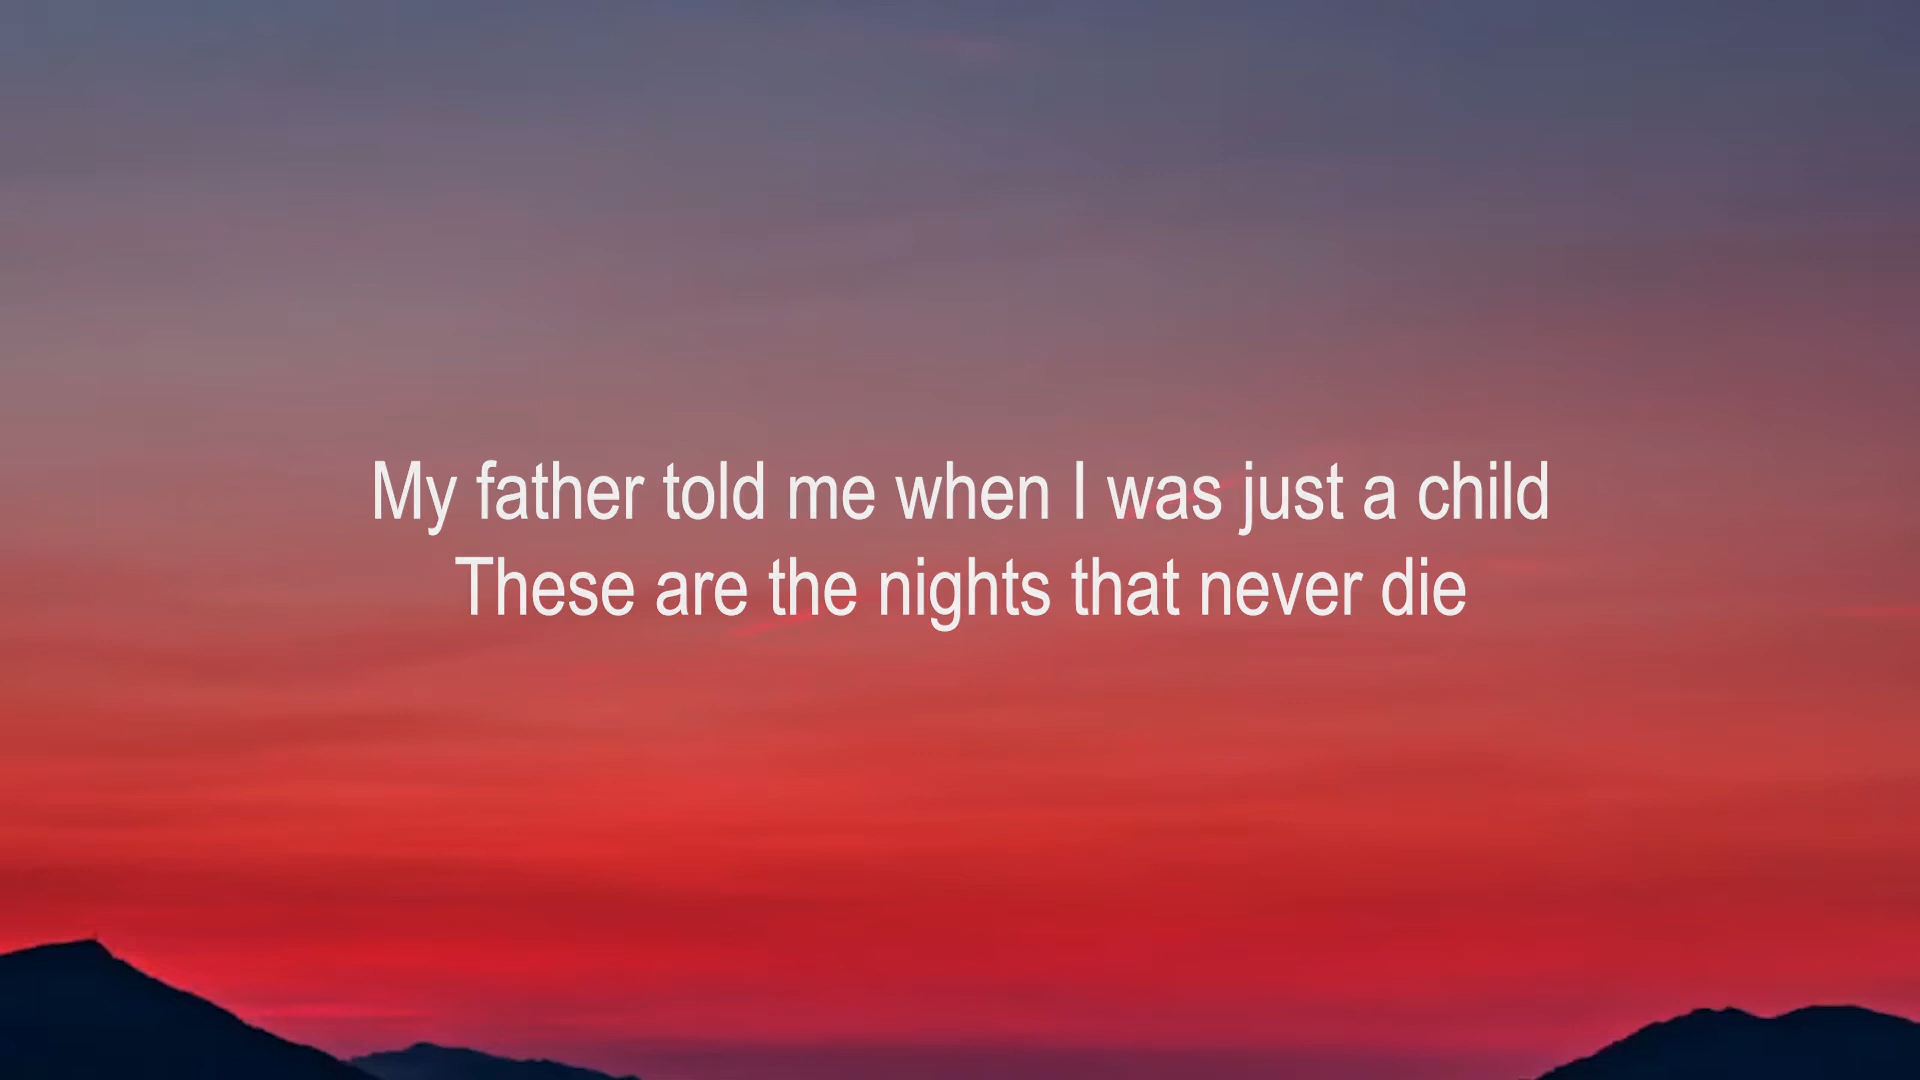 My father told me when I was just a child
These are the nights that never die